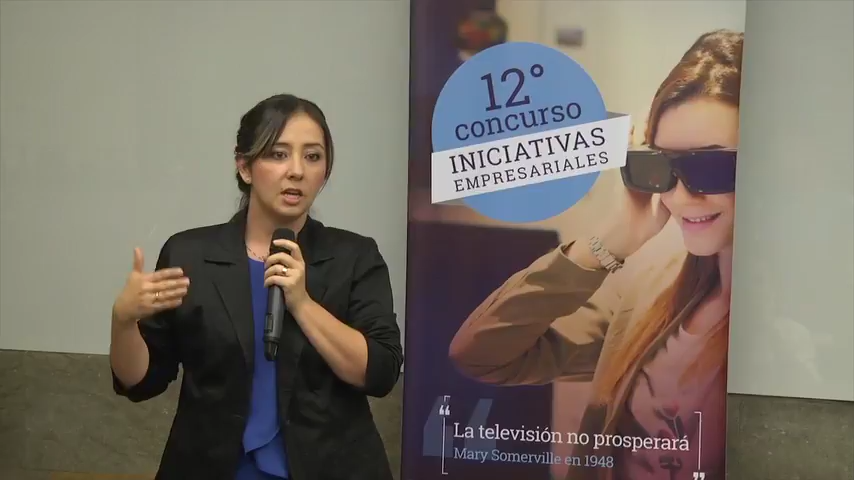 12°
concurso
INICIATIVAS
EMPRESARIALES
“
La televisión no prosperará
Mary Somerville en 1948
”